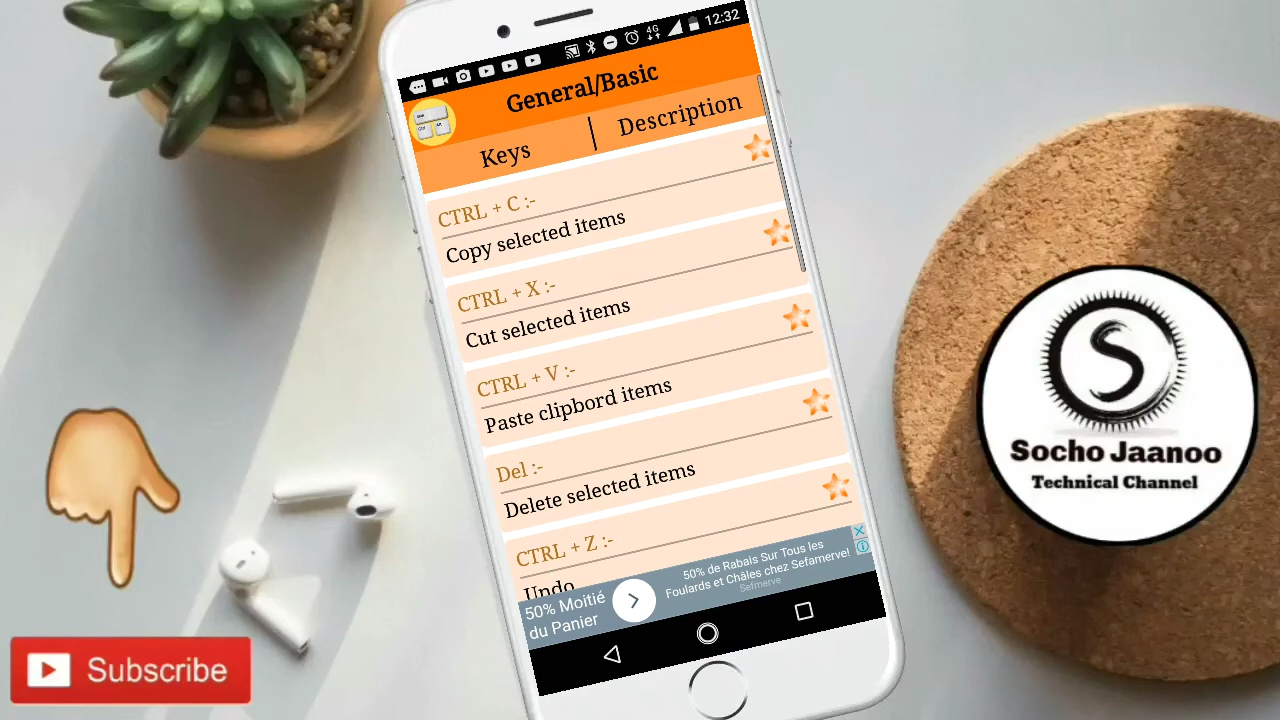 12:32
4G
General/Basic
Keys | Description
CTRL + C :-
Copy selected items
CTRL + X :-
Cut selected items
CTRL + V :-
Paste clipbord items
Del :-
Delete selected items
CTRL + Z :-
Undo
50% Moitié
du Panier
50% de Rabais Sur Tous les
Foulards et Châles chez Sefamerve!
Sefmerve
Socho Jaanoo
Technical Channel
Subscribe